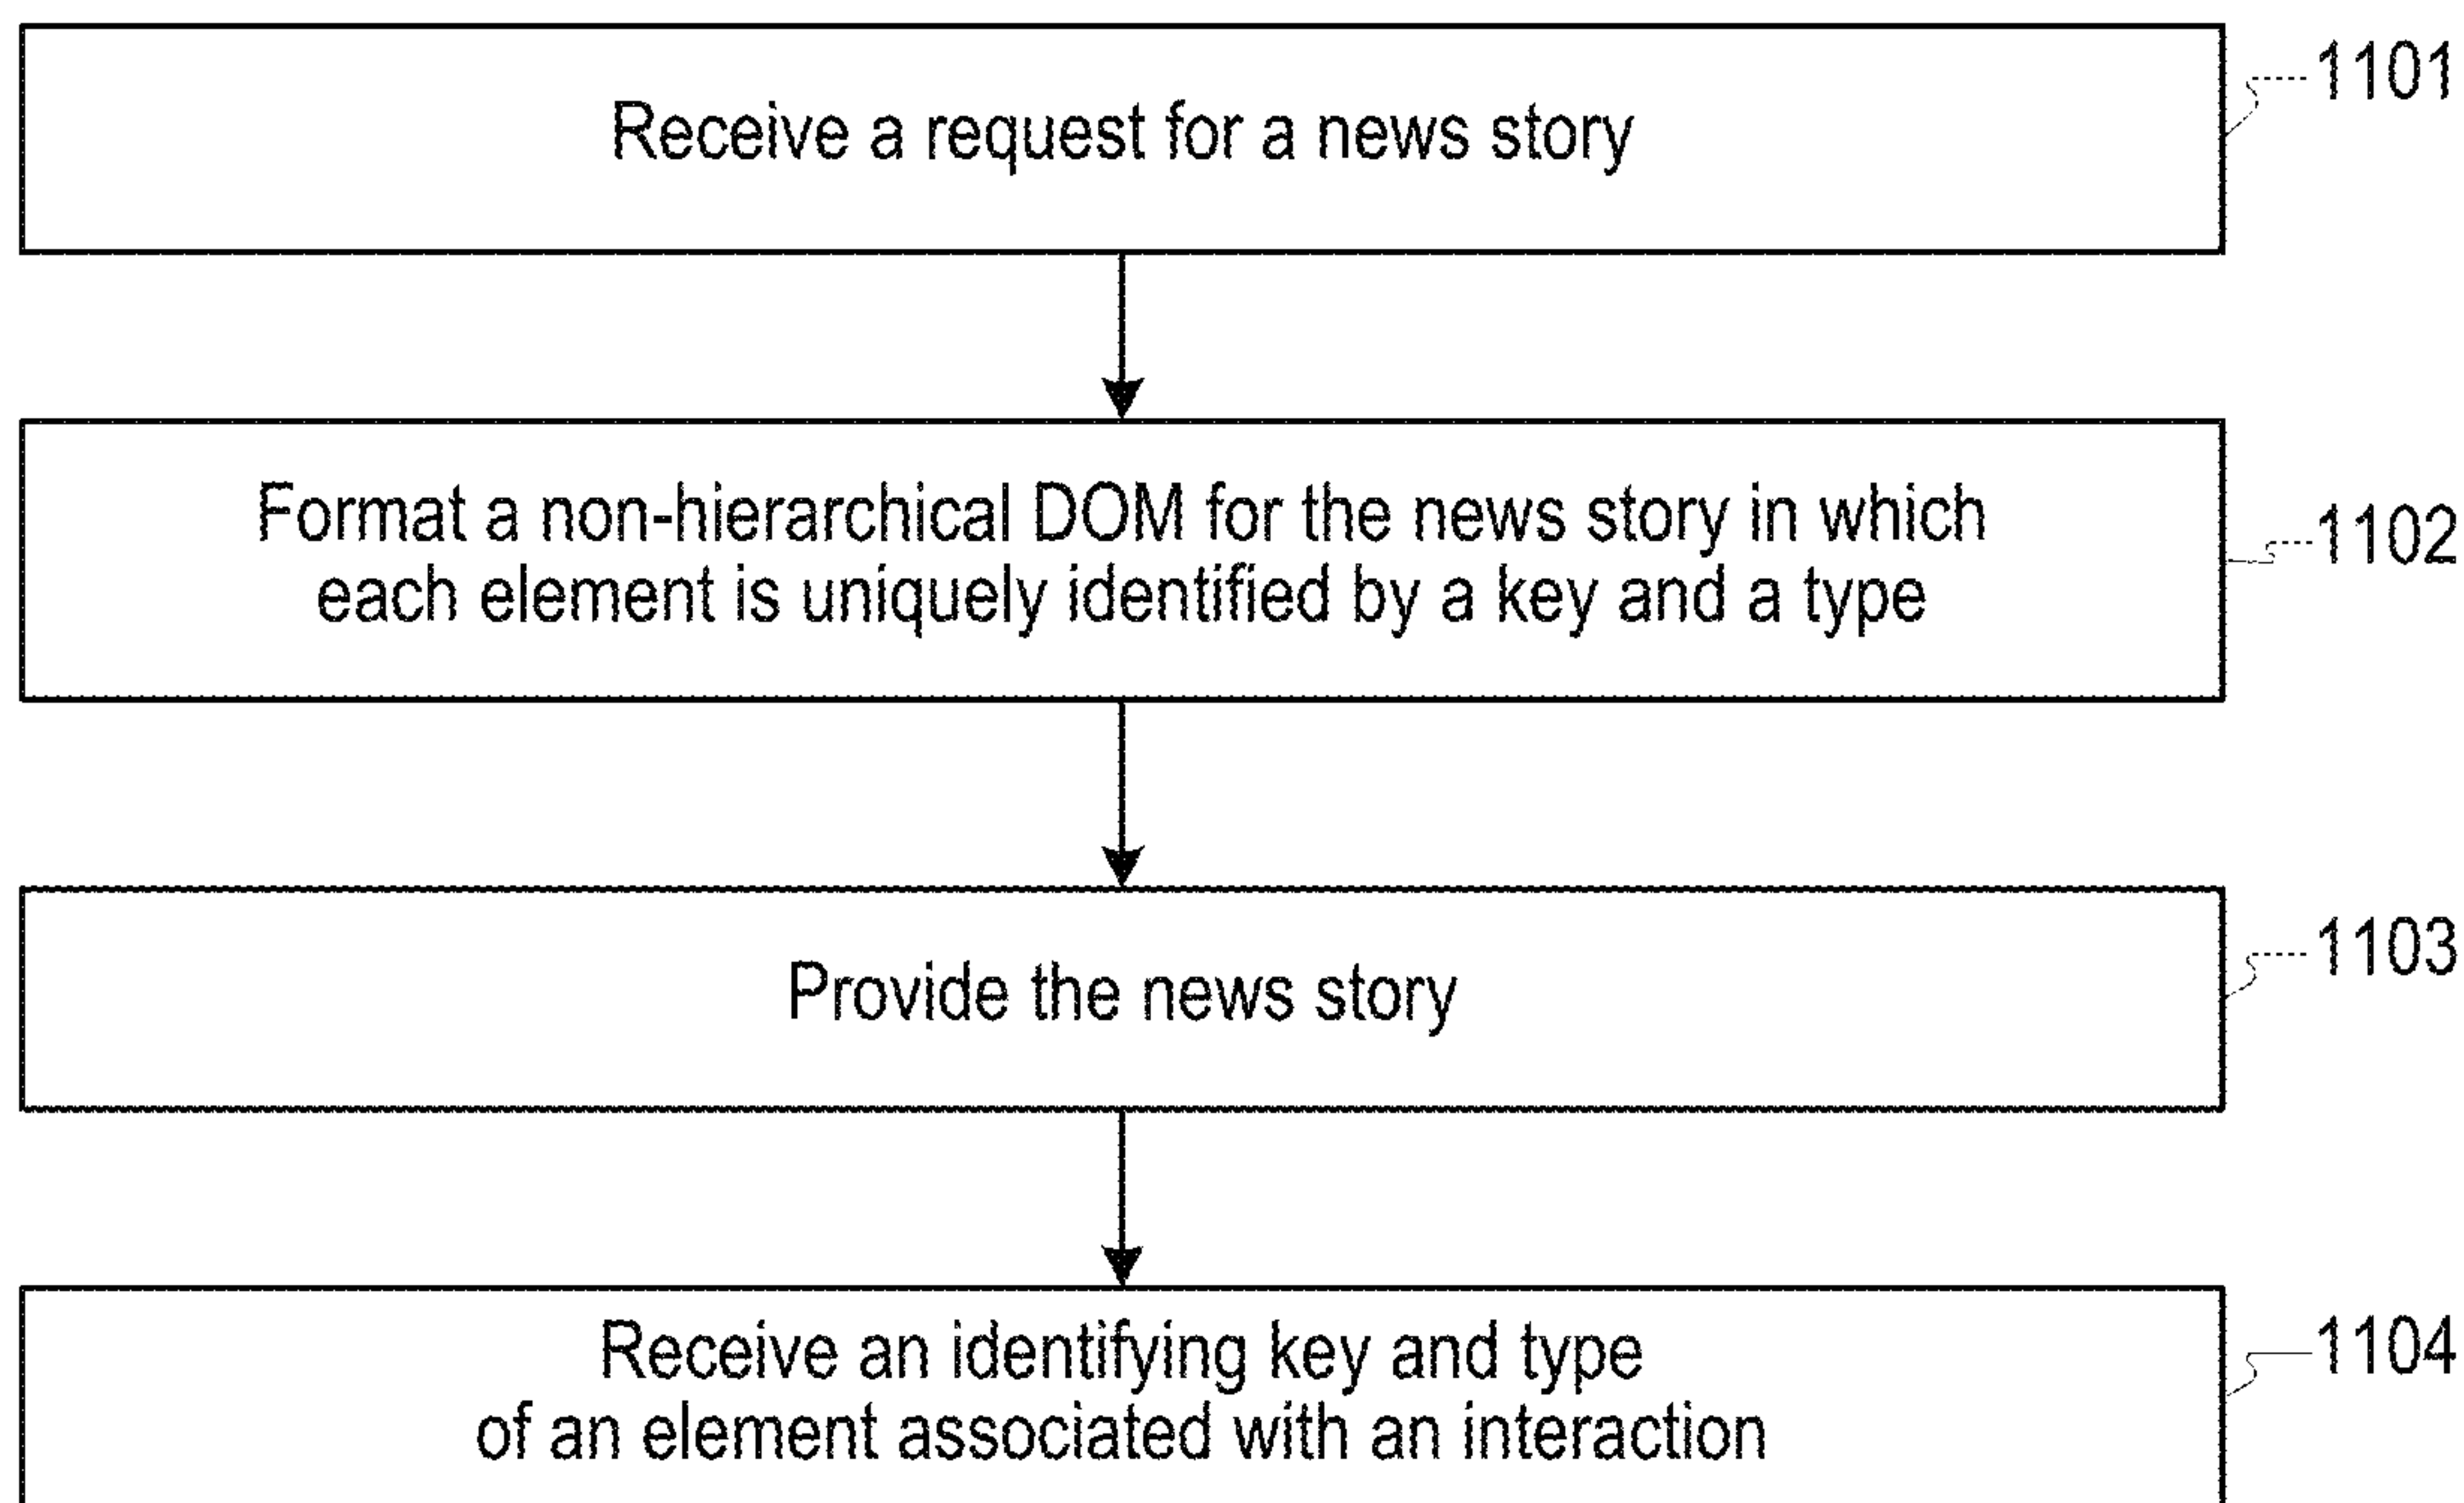 Receive a request for a news story
1101
Format a non-hierarchical DOM for the news story in which
each element is uniquely identified by a key and a type
1102
Provide the news story
1103
Receive an identifying key and type
of an element associated with an interaction
1104